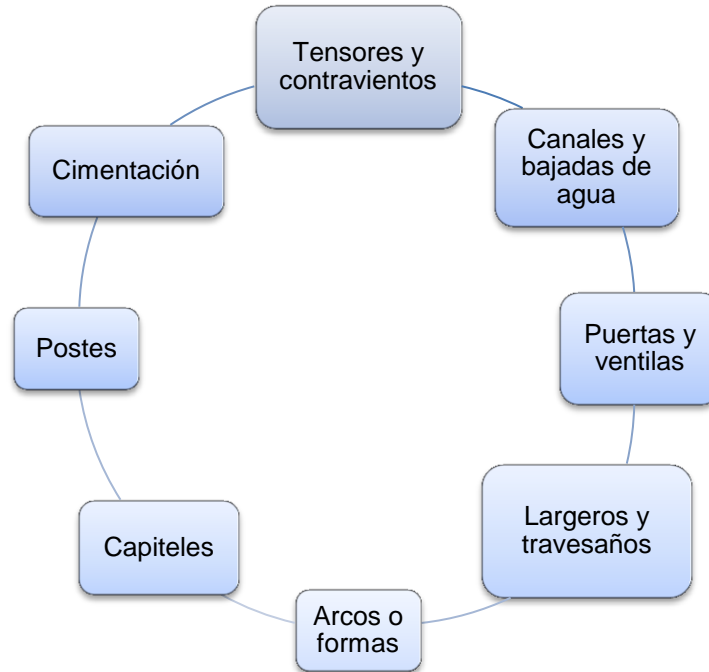 Tensores y
contravientos
Canales y
bajadas de
agua
Puertas y
ventilas
Largeros y
travesaños
Arcos o
formas
Capiteles
Postes
Cimentación